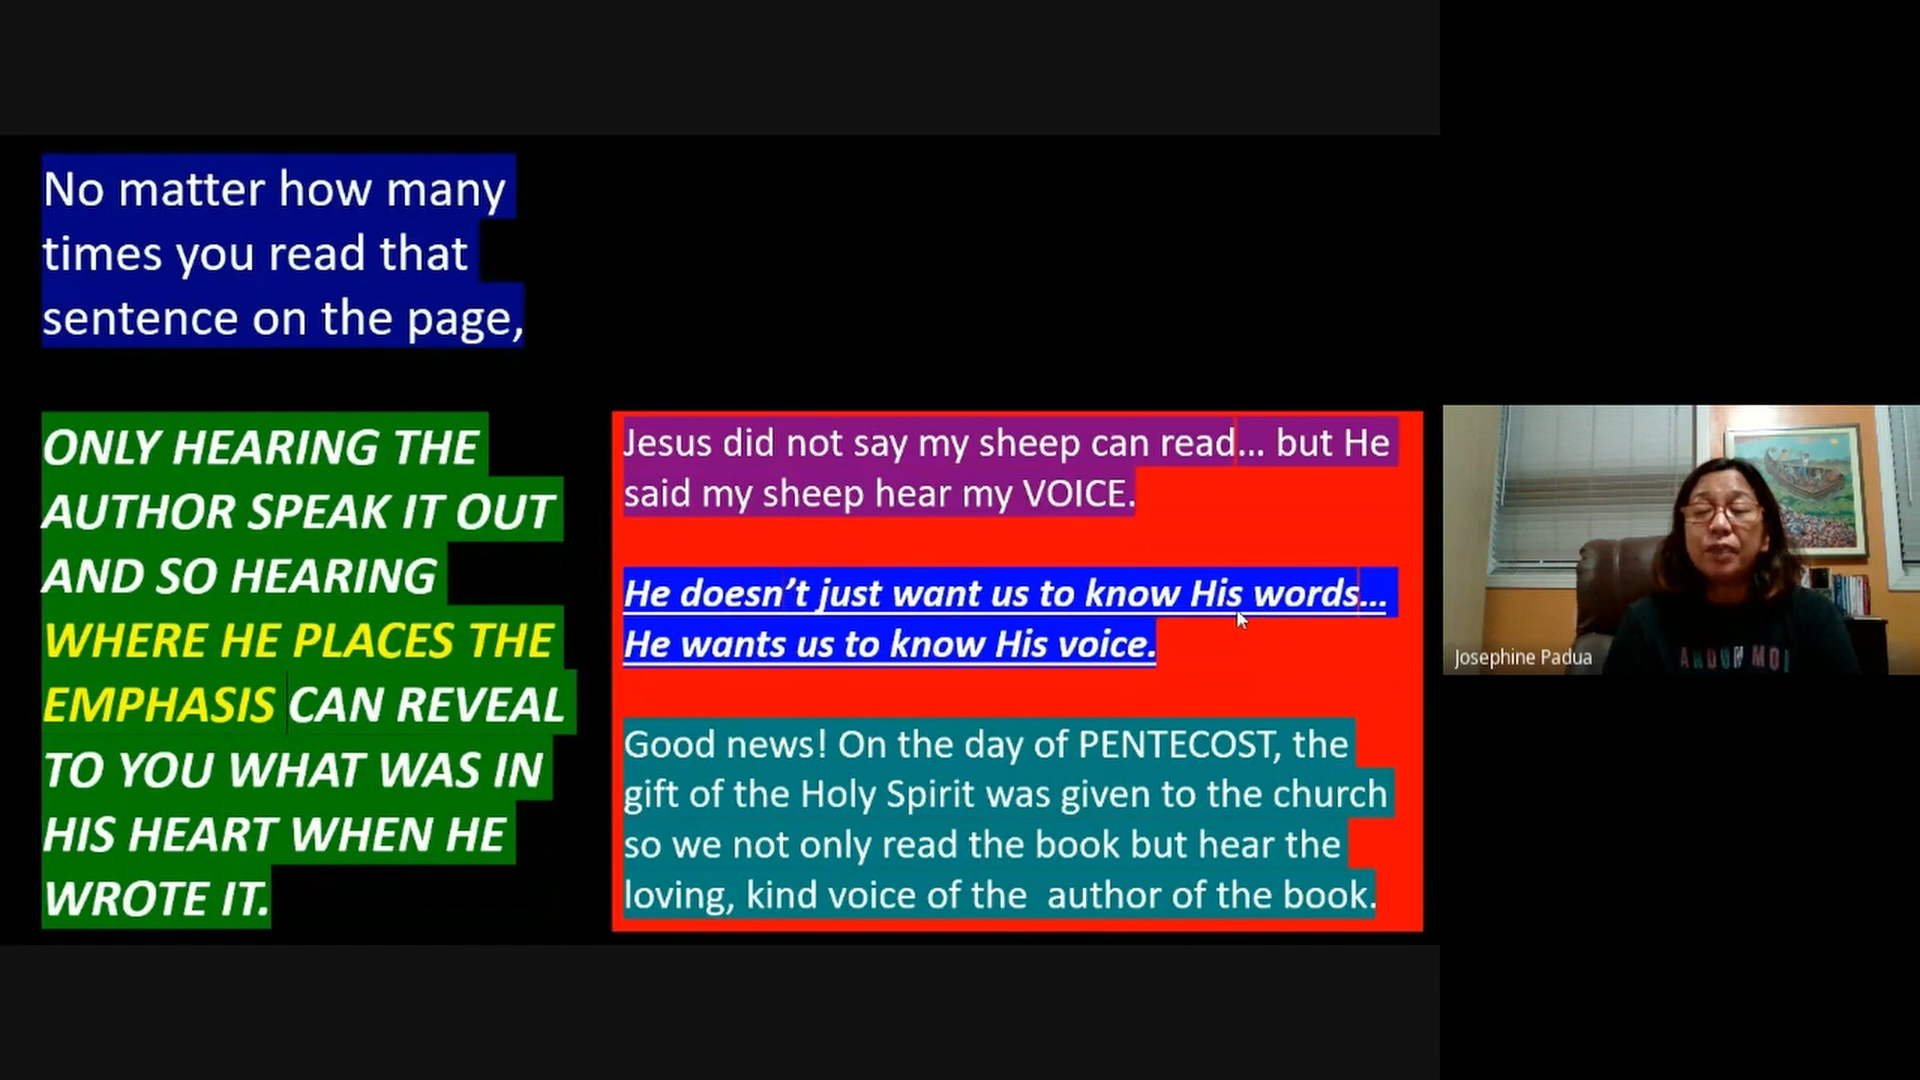 No matter how many
times you read that
sentence on the page,
ONLY HEARING THE
AUTHOR SPEAK IT OUT
AND SO HEARING
WHERE HE PLACES THE
EMPHASIS CAN REVEAL
TO YOU WHAT WAS IN
HIS HEART WHEN HE
WROTE IT.
Jesus did not say my sheep can read... but He
said my sheep hear my VOICE.
He doesn’t just want us to know His words...
He wants us to know His voice.
Good news! On the day of PENTECOST, the
gift of the Holy Spirit was given to the church
so we not only read the book but hear the
loving, kind voice of the  author of the book.
Josephine Padua